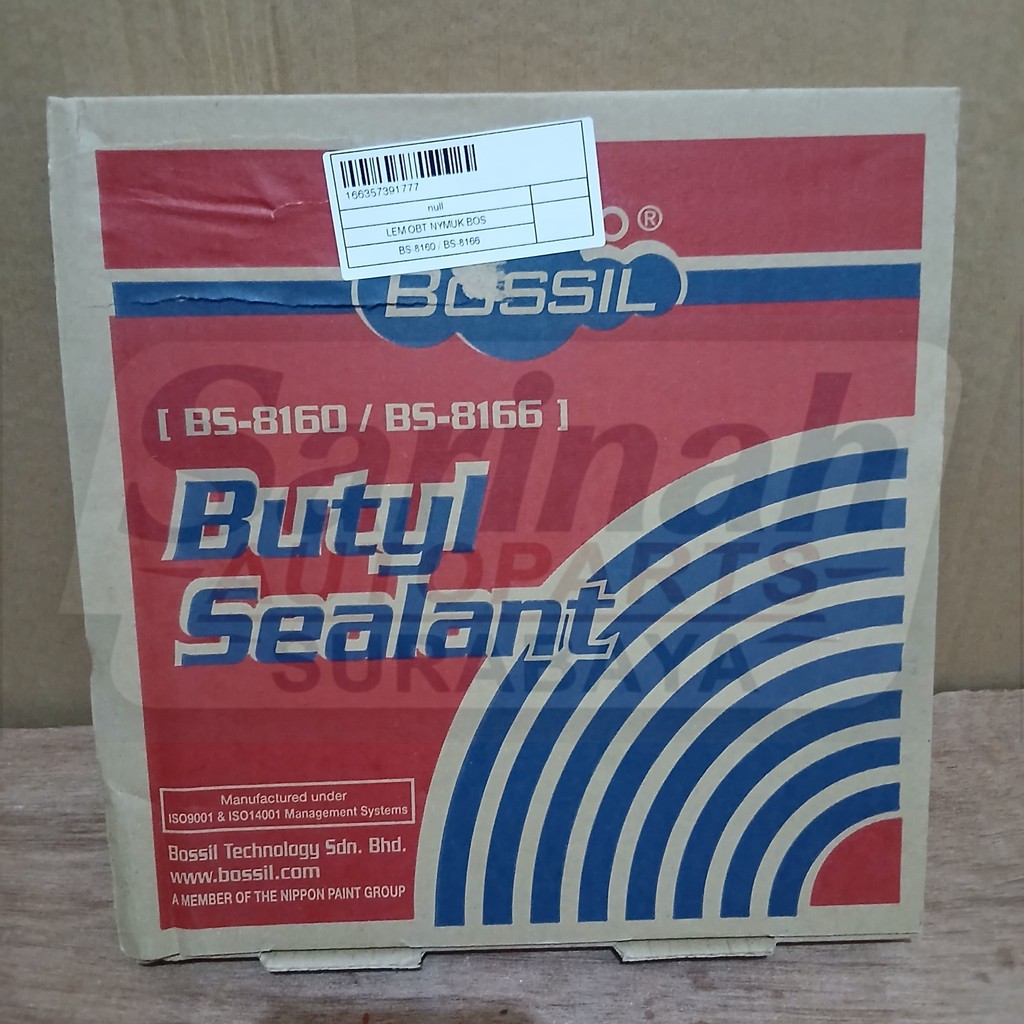 166357391777
null
LEM OBT NYMUK BOS
BS-8160 / BS-8166
O®
BOSSIL
[ BS-8160 / BS-8166 ]
Butyl
Sealant
Sarinah
AUTOPARTS
SURABAYA
Manufactured under
ISO9001 & ISO14001 Management Systems
Bossil Technology Sdn. Bhd.
www.bossil.com
A MEMBER OF THE NIPPON PAINT GROUP